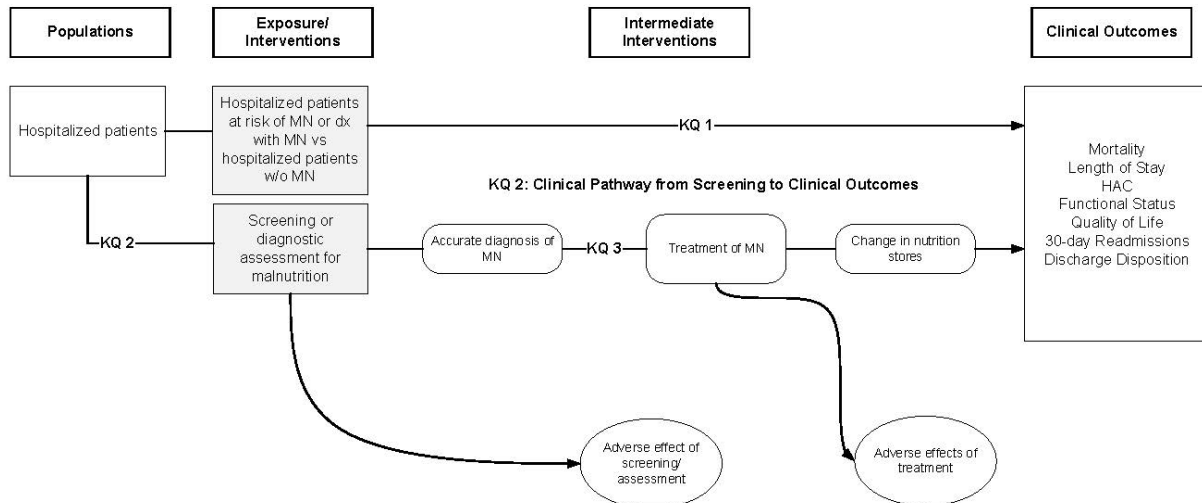 Populations
Exposure/
Interventions
Intermediate
Interventions
Clinical Outcomes
Hospitalized patients
Hospitalized patients
at risk of MN or dx
with MN vs
hospitalized patients
w/o MN
KQ 1
Mortality
Length of Stay
HAC
Functional Status
Quality of Life
30-day Readmissions
Discharge Disposition
KQ 2: Clinical Pathway from Screening to Clinical Outcomes
KQ 2
Screening or
diagnostic
assessment for
malnutrition
Accurate diagnosis of
MN
KQ 3
Treatment of MN
Change in nutrition
stores
Adverse effect of
screening/
assessment
Adverse effects of
treatment